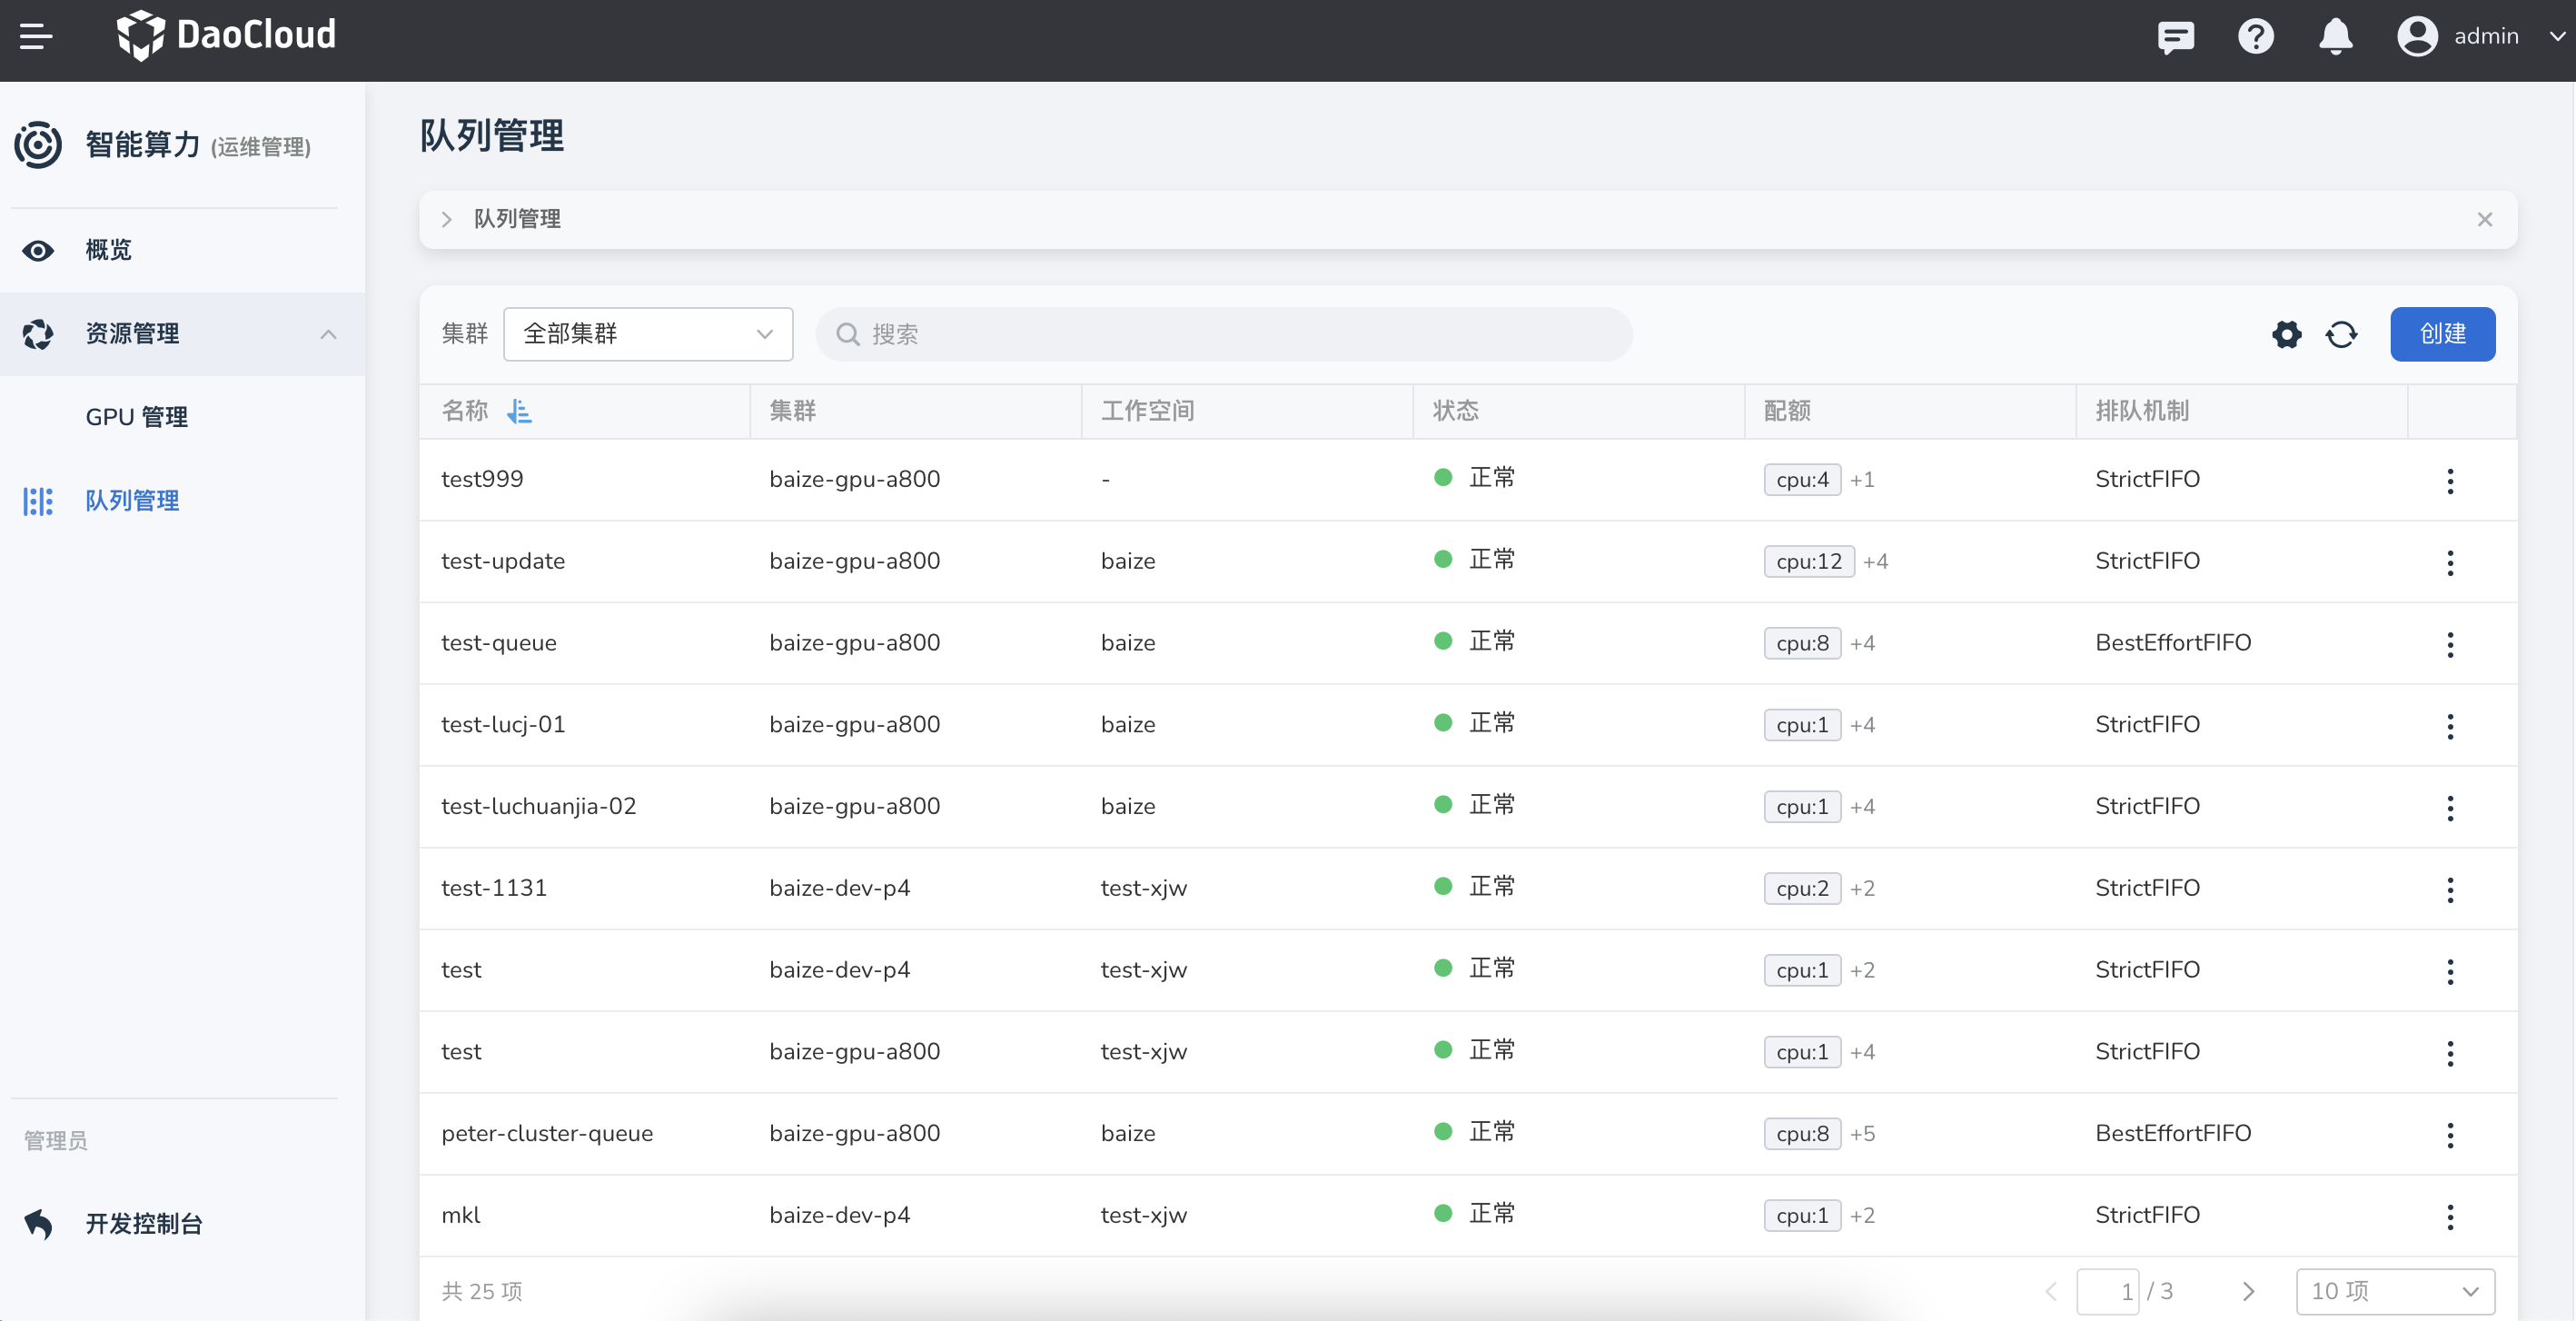 DaoCloud
admin
智能算力 (运维管理)
概览
资源管理
GPU 管理
队列管理
管理员
开发控制台
队列管理
队列管理
集群 全部集群 搜索 创建
名称 集群 工作空间 状态 配额 排队机制
test999 baize-gpu-a800 - 正常 cpu:4 +1 StrictFIFO
test-update baize-gpu-a800 baize 正常 cpu:12 +4 StrictFIFO
test-queue baize-gpu-a800 baize 正常 cpu:8 +4 BestEffortFIFO
test-lucj-01 baize-gpu-a800 baize 正常 cpu:1 +4 StrictFIFO
test-luchuanjia-02 baize-gpu-a800 baize 正常 cpu:1 +4 StrictFIFO
test-1131 baize-dev-p4 test-xjw 正常 cpu:2 +2 StrictFIFO
test baize-dev-p4 test-xjw 正常 cpu:1 +2 StrictFIFO
test baize-gpu-a800 test-xjw 正常 cpu:1 +4 StrictFIFO
peter-cluster-queue baize-gpu-a800 baize 正常 cpu:8 +5 BestEffortFIFO
mkl baize-dev-p4 test-xjw 正常 cpu:1 +2 StrictFIFO
共 25 项 1 / 3 10 项